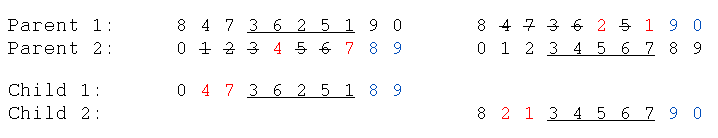 Parent 1: 8 4 7 3 6 2 5 1 9 0 8 4 7 3 6 2 5 1 9 0
Parent 2: 0 1 2 3 4 5 6 7 8 9 0 1 2 3 4 5 6 7 8 9
Child 1: 0 4 7 3 6 2 5 1 8 9
Child 2: 8 2 1 3 4 5 6 7 9 0